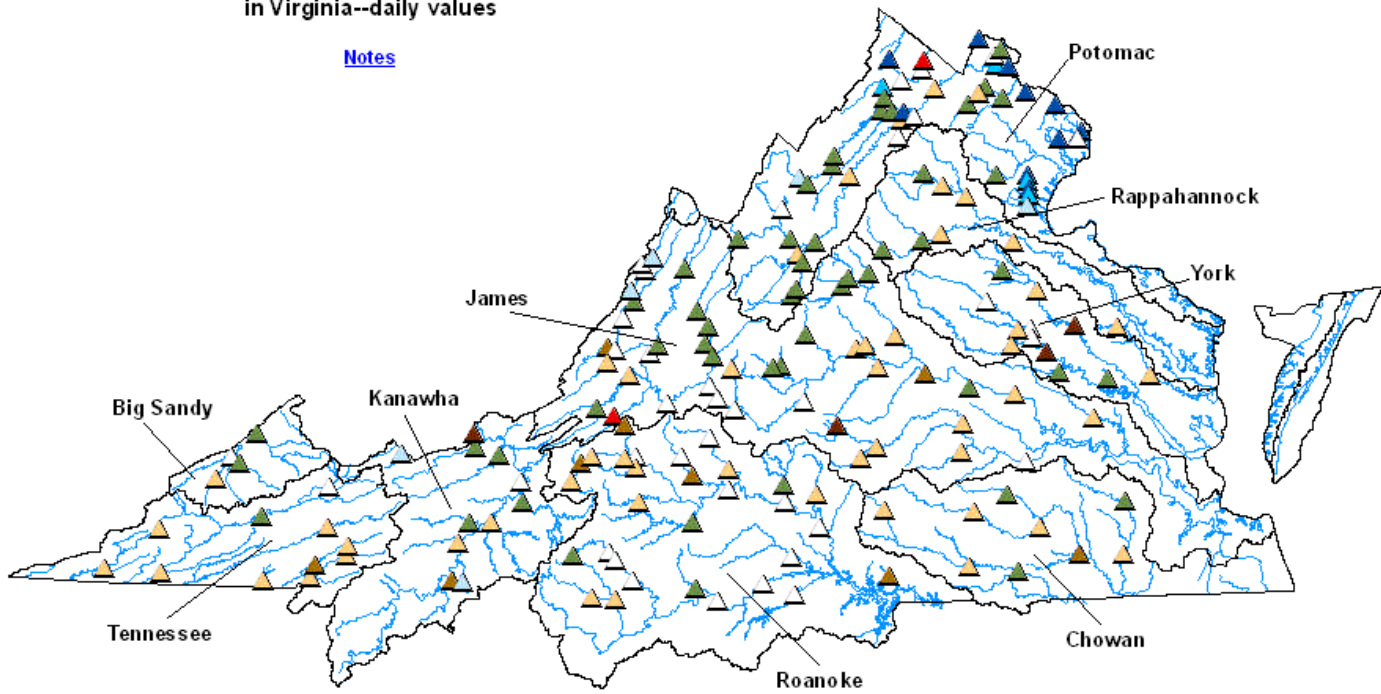 in Virginia--daily values
Notes
Potomac
Rappahannock
York
James
Big Sandy
Kanawha
Tennessee
Chowan
Roanoke